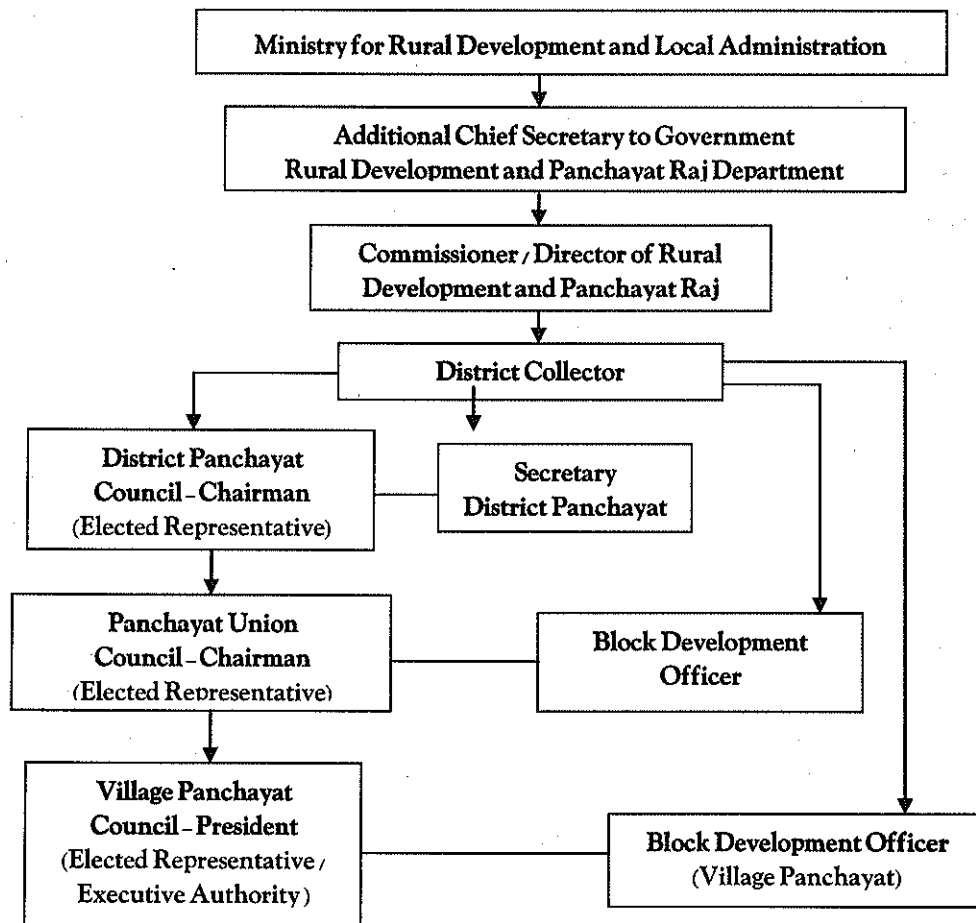 Ministry for Rural Development and Local Administration
Additional Chief Secretary to Government
Rural Development and Panchayat Raj Department
Commissioner / Director of Rural
Development and Panchayat Raj
District Collector
District Panchayat
Council – Chairman
(Elected Representative)
Secretary
District Panchayat
Panchayat Union
Council – Chairman
(Elected Representative)
Block Development
Officer
Village Panchayat
Council – President
(Elected Representative /
Executive Authority)
Block Development Officer
(Village Panchayat)